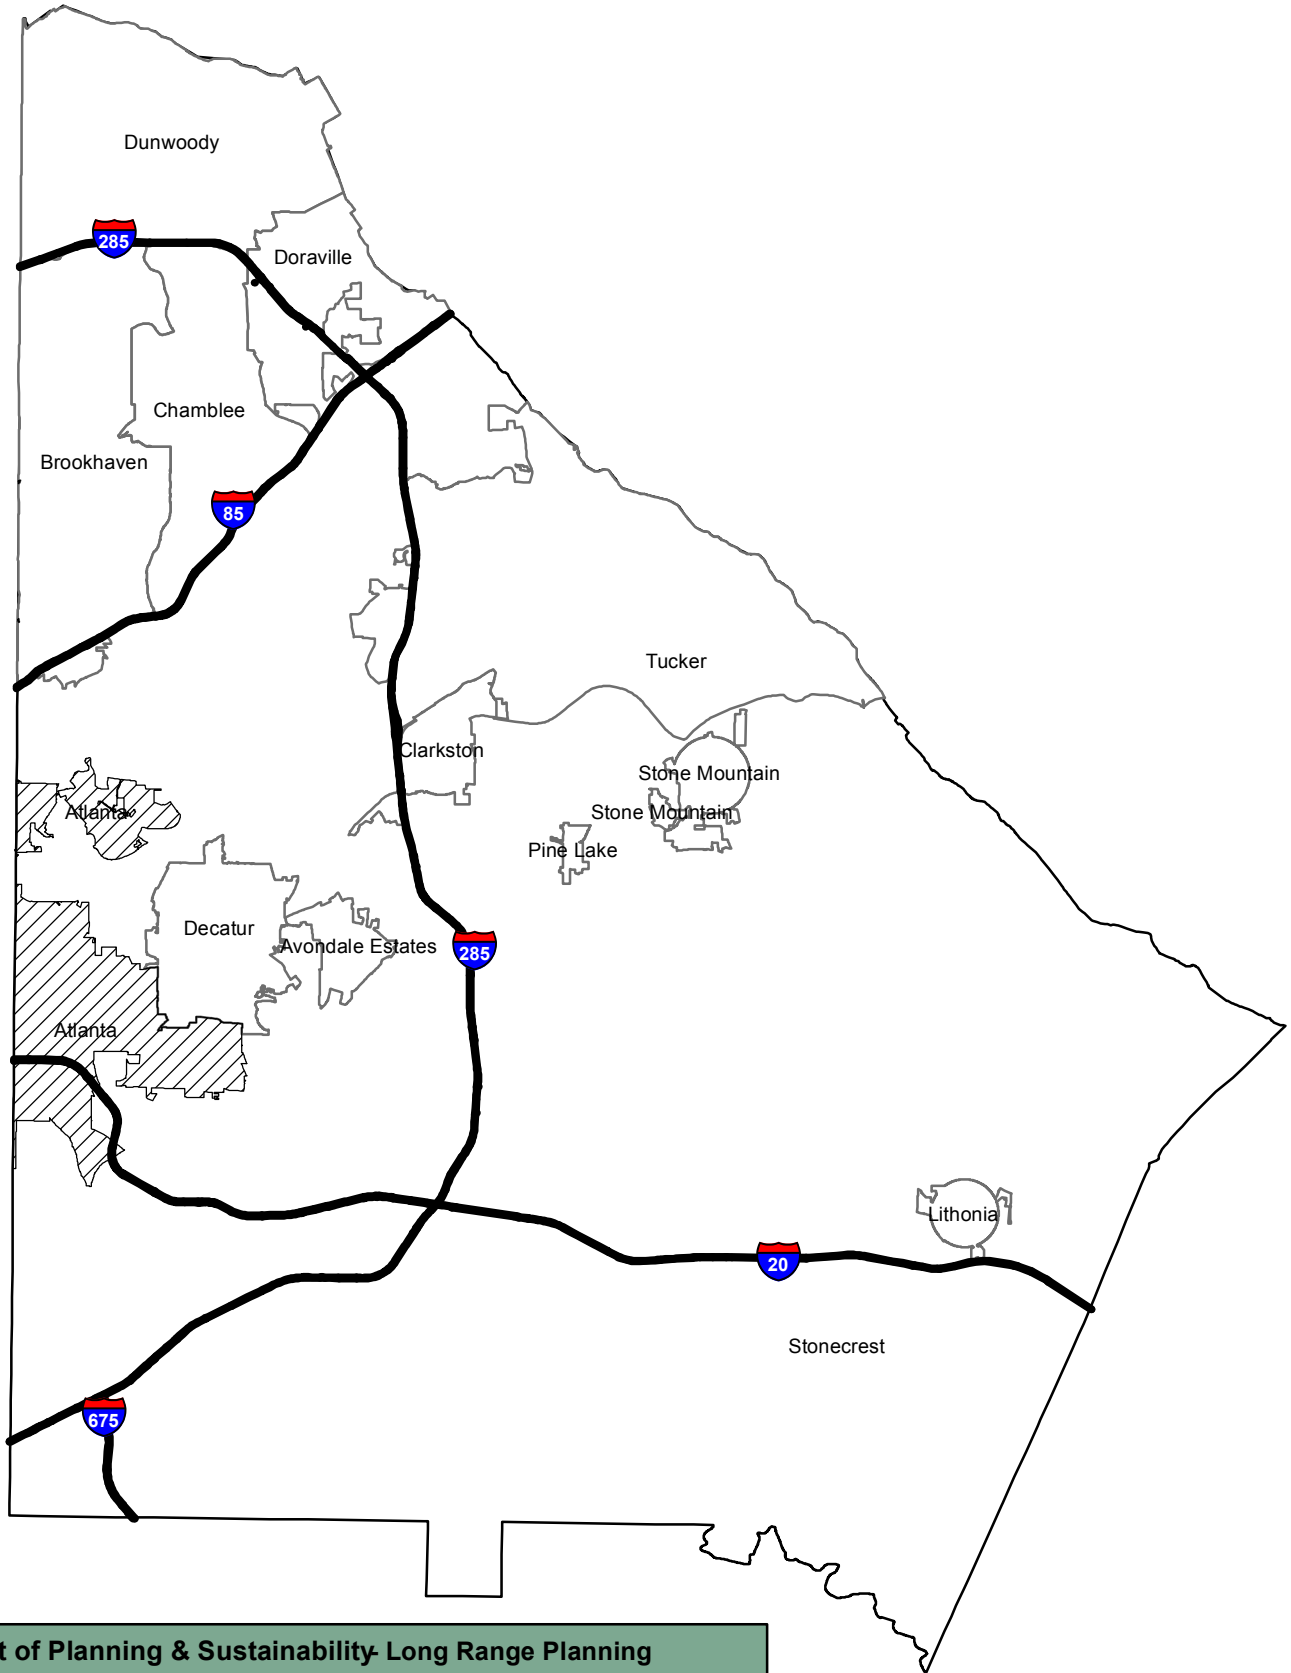 Dunwoody
285
Doraville
Chamblee
Brookhaven
85
Tucker
Clarkston
Stone Mountain
Atlanta
Stone Mountain
Pine Lake
Decatur
Avondale Estates
285
Atlanta
Lithonia
20
Stonecrest
675
t of Planning & Sustainability- Long Range Planning